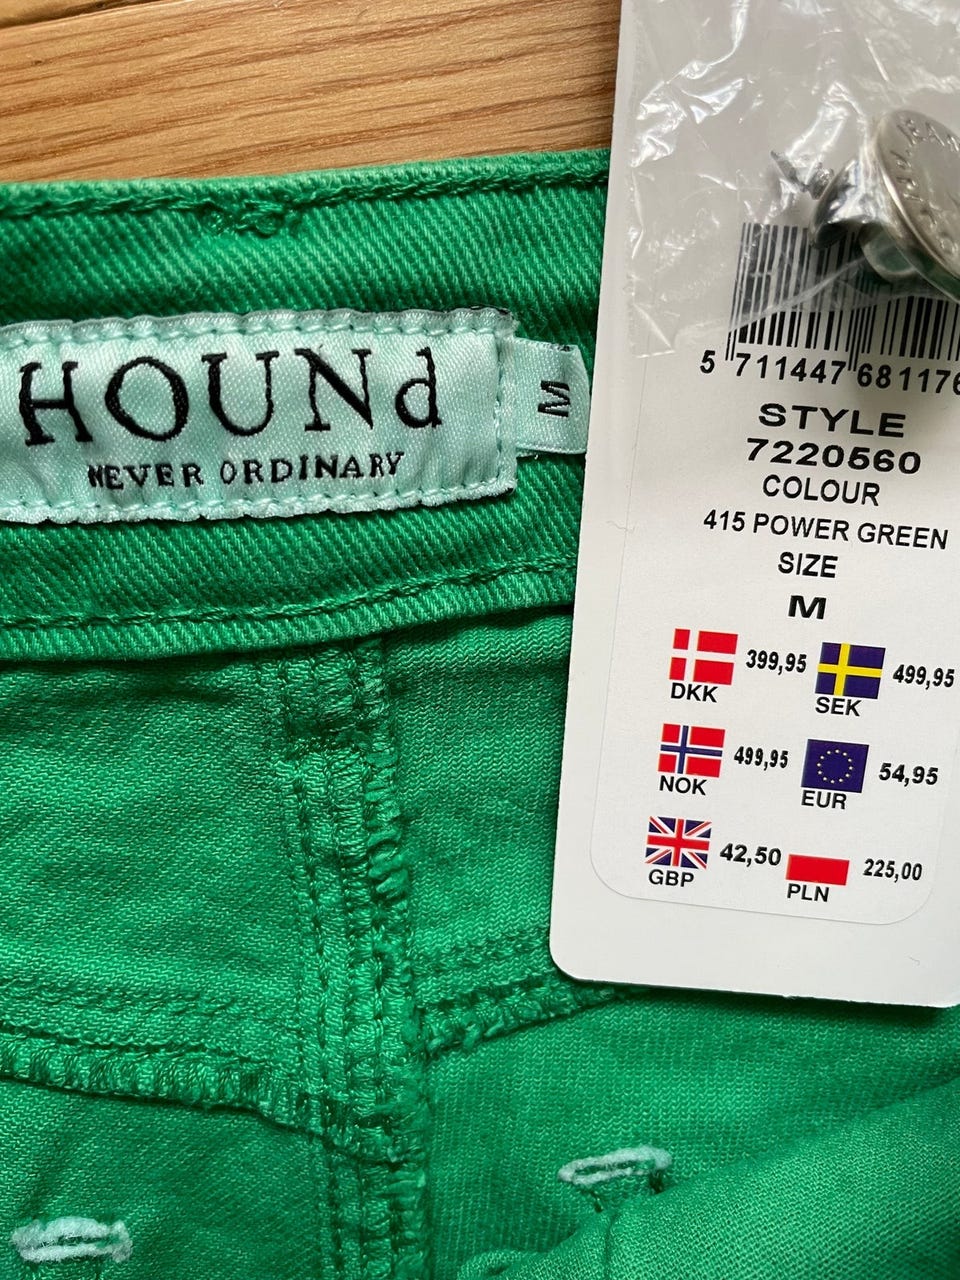 HOUNd
NEVER ORDINARY
M
5 711447 681176
STYLE
7220560
COLOUR
415 POWER GREEN
SIZE
M
399,95
DKK
499,95
SEK
499,95
NOK
54,95
EUR
42,50
GBP
225,00
PLN